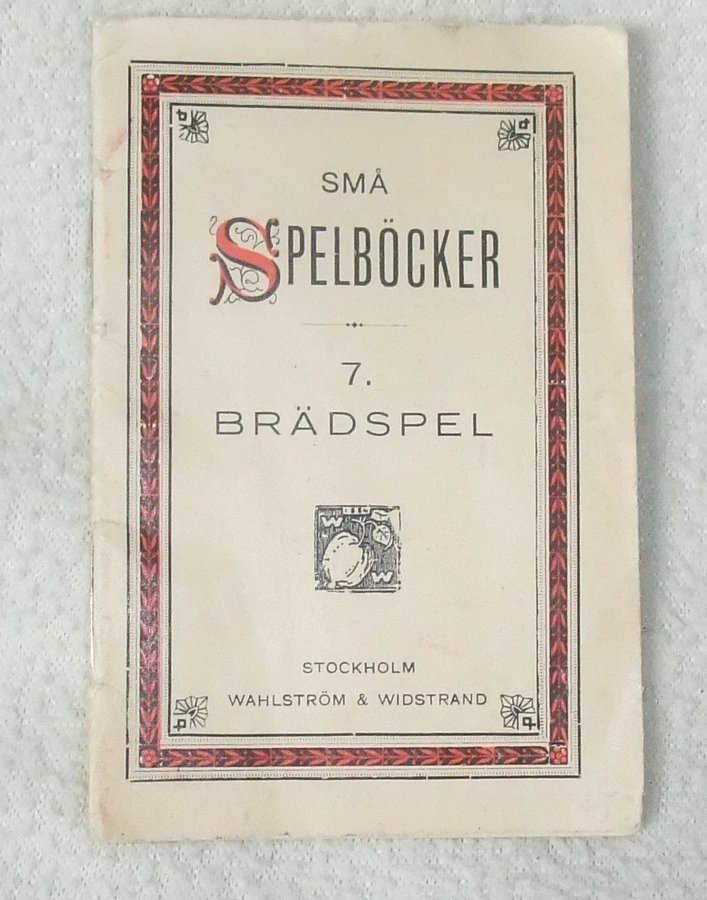 SMÅ
SPELBÖCKER
7.
BRÄDSPEL
W
W
STOCKHOLM
WAHLSTRÖM & WIDSTRAND